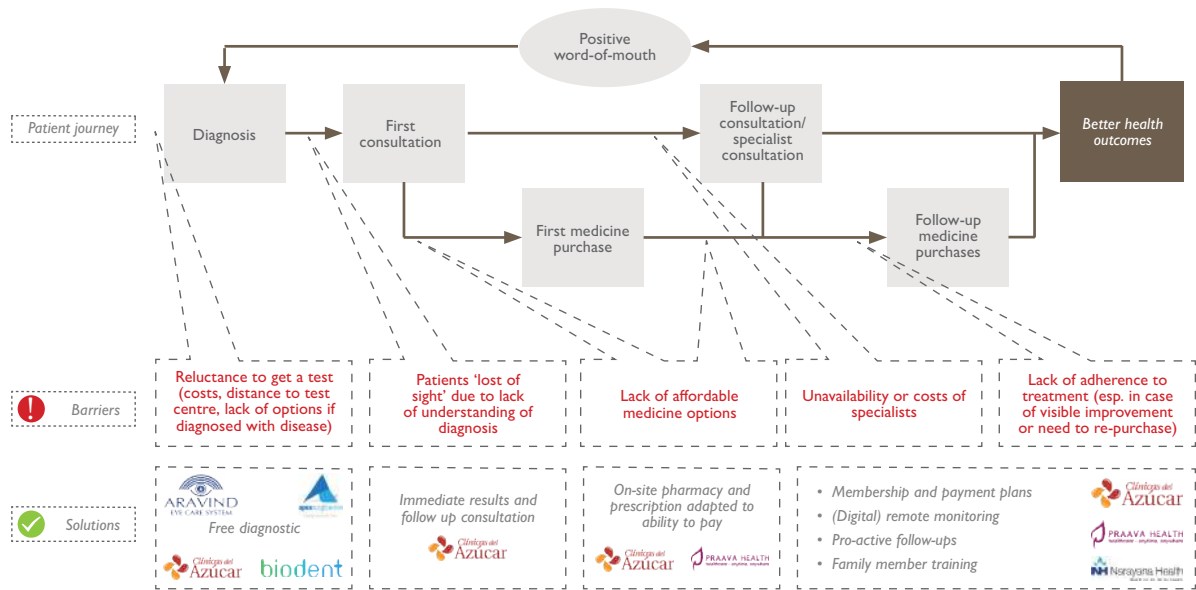 Positive
word-of-mouth
Patient journey
Diagnosis
First
consultation
Follow-up
consultation/
specialist
consultation
Better health
outcomes
First medicine
purchase
Follow-up
medicine
purchases
Barriers
Reluctance to get a test
(costs, distance to test
centre, lack of options if
diagnosed with disease)
Patients ‘lost of
sight’ due to lack
of understanding of
diagnosis
Lack of affordable
medicine options
Unavailability or costs of
specialists
Lack of adherence to
treatment (esp. in case
of visible improvement
or need to re-purchase)
Solutions
ARAVIND
EYE CARE SYSTEM
Free diagnostic
Clínicas del
Azúcar
biodent
Immediate results and
follow up consultation
Clínicas del
Azúcar
On-site pharmacy and
prescription adapted to
ability to pay
Clínicas del
Azúcar
PRAAVA HEALTH
• Membership and payment plans
• (Digital) remote monitoring
• Pro-active follow-ups
• Family member training
Clínicas del
Azúcar
PRAAVA HEALTH
NH Narayana Health